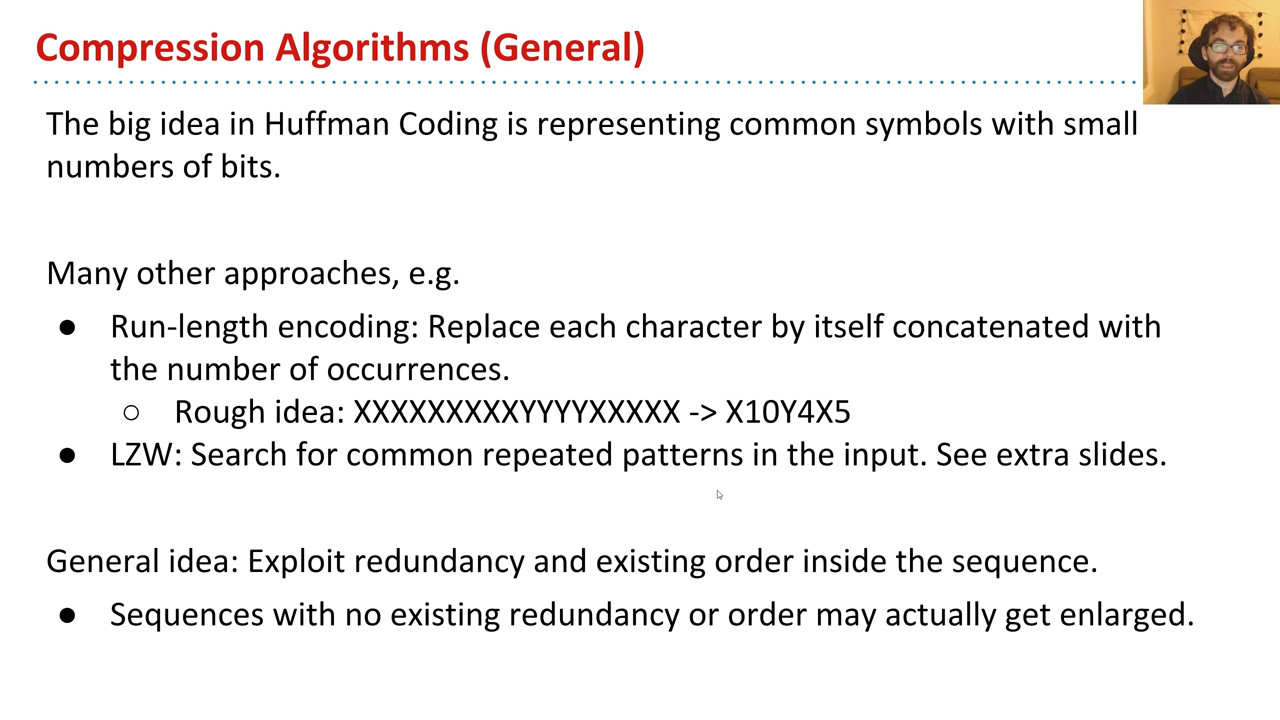 Compression Algorithms (General)
The big idea in Huffman Coding is representing common symbols with small
numbers of bits.
Many other approaches, e.g.
● Run-length encoding: Replace each character by itself concatenated with
the number of occurrences.
○ Rough idea: XXXXXXXXXYYYYXXXXX -> X10Y4X5
● LZW: Search for common repeated patterns in the input. See extra slides.
General idea: Exploit redundancy and existing order inside the sequence.
● Sequences with no existing redundancy or order may actually get enlarged.